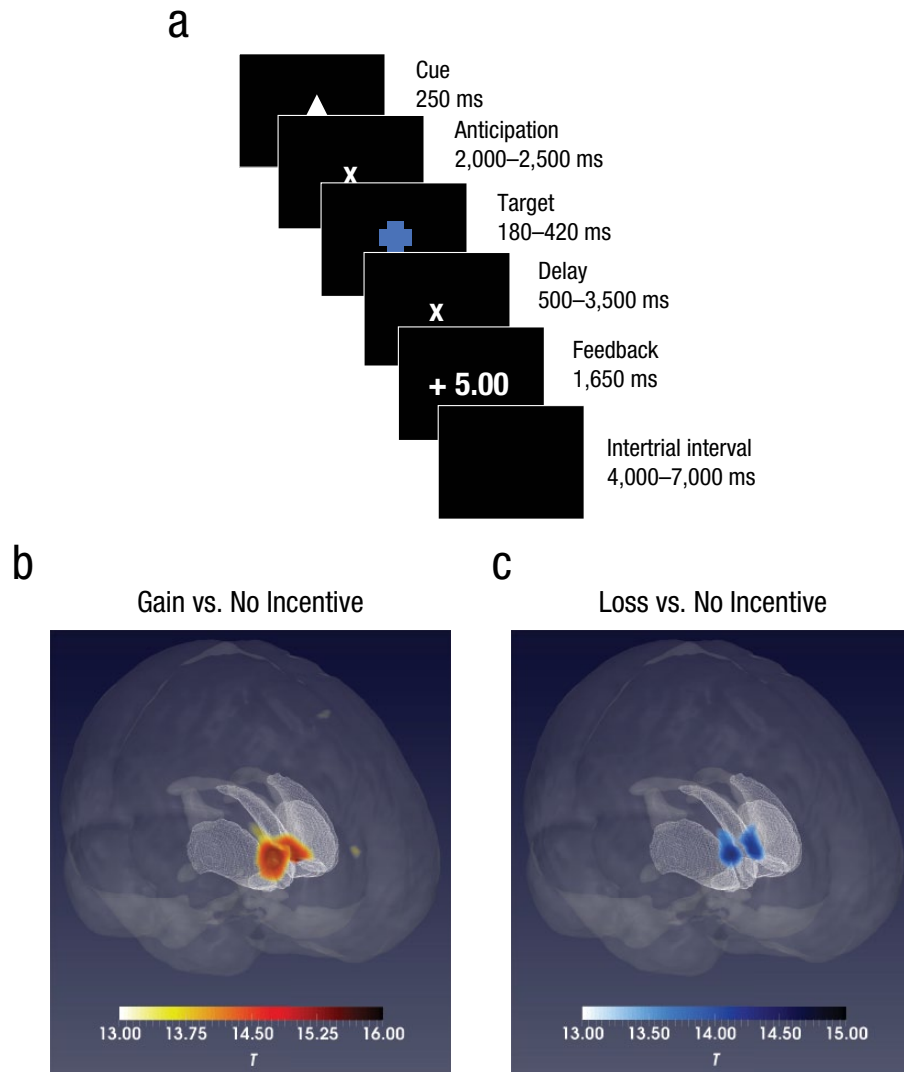 a
Cue
250 ms
Anticipation
2,000–2,500 ms
x
Target
180–420 ms
Delay
500–3,500 ms
x
Feedback
1,650 ms
+ 5.00
Intertrial interval
4,000–7,000 ms
b
Gain vs. No Incentive
13.00 13.75 14.50 15.25 16.00
T
c
Loss vs. No Incentive
13.00 13.50 14.00 14.50 15.00
T